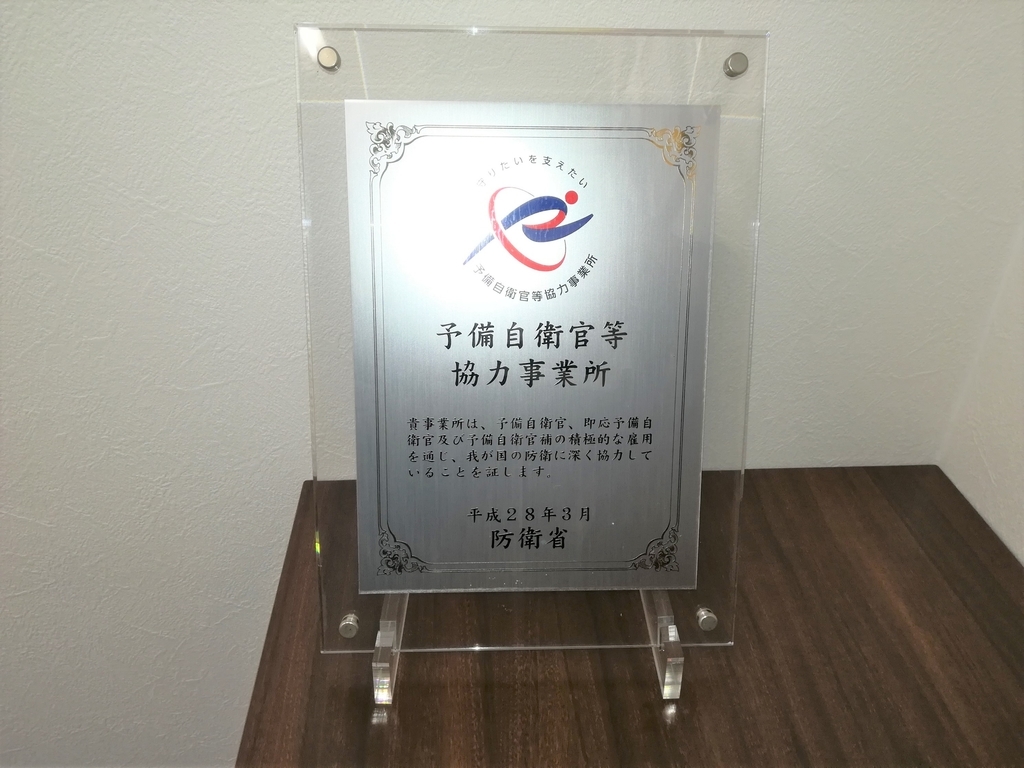 守りたいを支えたい
予備自衛官等協力事業所
予備自衛官等
協力事業所
貴事業所は、予備自衛官、即応予備自
衛官及び予備自衛官補の積極的な雇用
を通し、我が国の防衛に深く協力して
いることを証します。
平成28年3月
防衛省